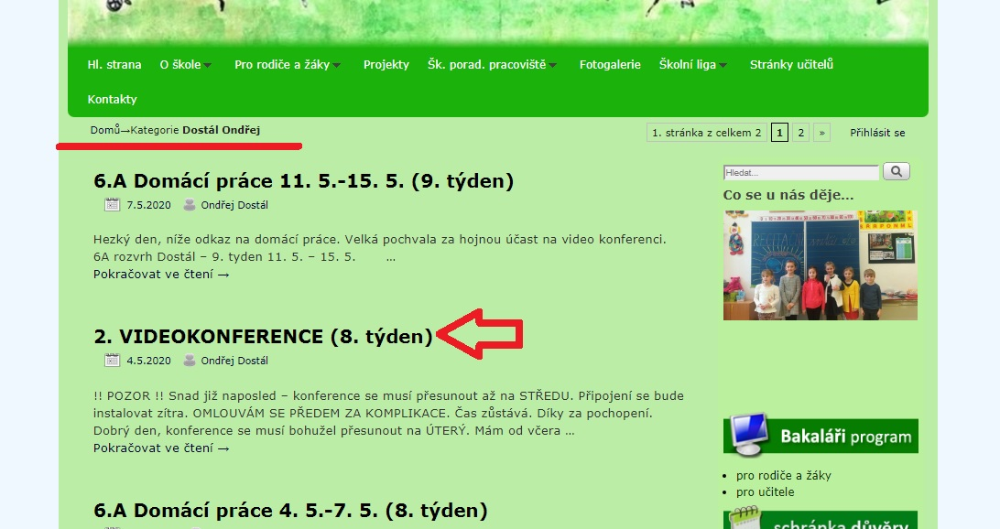 Hl. strana O škole Pro rodiče a žáky Projekty Šk. porad. pracoviště Fotogalerie Školní liga Stránky učitelů
Kontakty
Domů→Kategorie Dostál Ondřej
1. stránka z celkem 2 1 2 » Přihlásit se
6.A Domácí práce 11. 5.-15. 5. (9. týden)
7.5.2020 Ondřej Dostál
Hezký den, níže odkaz na domácí práce. Velká pochvala za hojnou účast na video konferenci.
6A rozvrh Dostál – 9. tyden 11. 5. – 15. 5. …
Pokračovat ve čtení →
2. VIDEOKONFERENCE (8. týden)
4.5.2020 Ondřej Dostál
!! POZOR !! Snad již naposled – konference se musí přesunout až na STŘEDU. Připojení se bude
instalovat zítra. OMLOUVÁM SE PŘEDEM ZA KOMPLIKACE. Čas zůstává. Díky za pochopení.
Dobrý den, konference se musí bohužel přesunout na ÚTERÝ. Mám od včera …
Pokračovat ve čtení →
6.A Domácí práce 4. 5.-7. 5. (8. týden)
Hledat...
Co se u nás děje…
Bakaláři program
pro rodiče a žáky
pro učitele
schránka důvěry